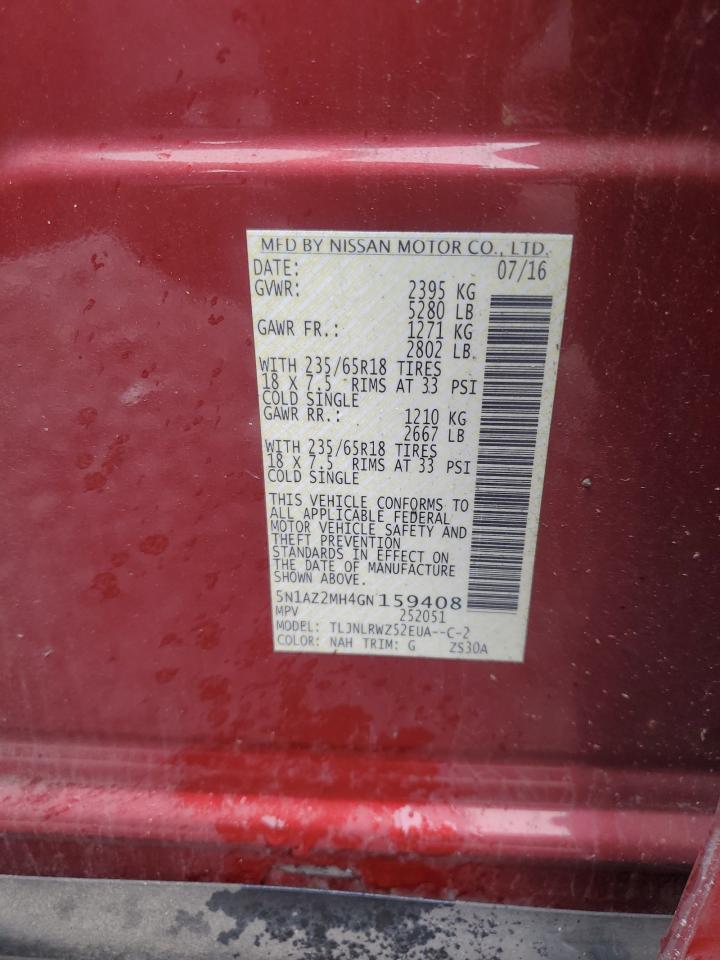 MFD BY NISSAN MOTOR CO., LTD.
DATE: 07/16
GVWR: 2395 KG
5280 LB
GAWR FR.: 1271 KG
2802 LB
WITH 235/65R18 TIRES
18 X 7.5 RIMS AT 33 PSI
COLD SINGLE
GAWR RR.: 1210 KG
2667 LB
WITH 235/65R18 TIRES
18 X 7.5 RIMS AT 33 PSI
COLD SINGLE
THIS VEHICLE CONFORMS TO
ALL APPLICABLE FEDERAL
MOTOR VEHICLE SAFETY AND
THEFT PREVENTION
STANDARDS IN EFFECT ON
THE DATE OF MANUFACTURE
SHOWN ABOVE.
5N1AZ2MH4GN159408
MPV 252051
MODEL: TLJNLRWZ52EUA--C-2
COLOR: NAH TRIM: G ZS30A